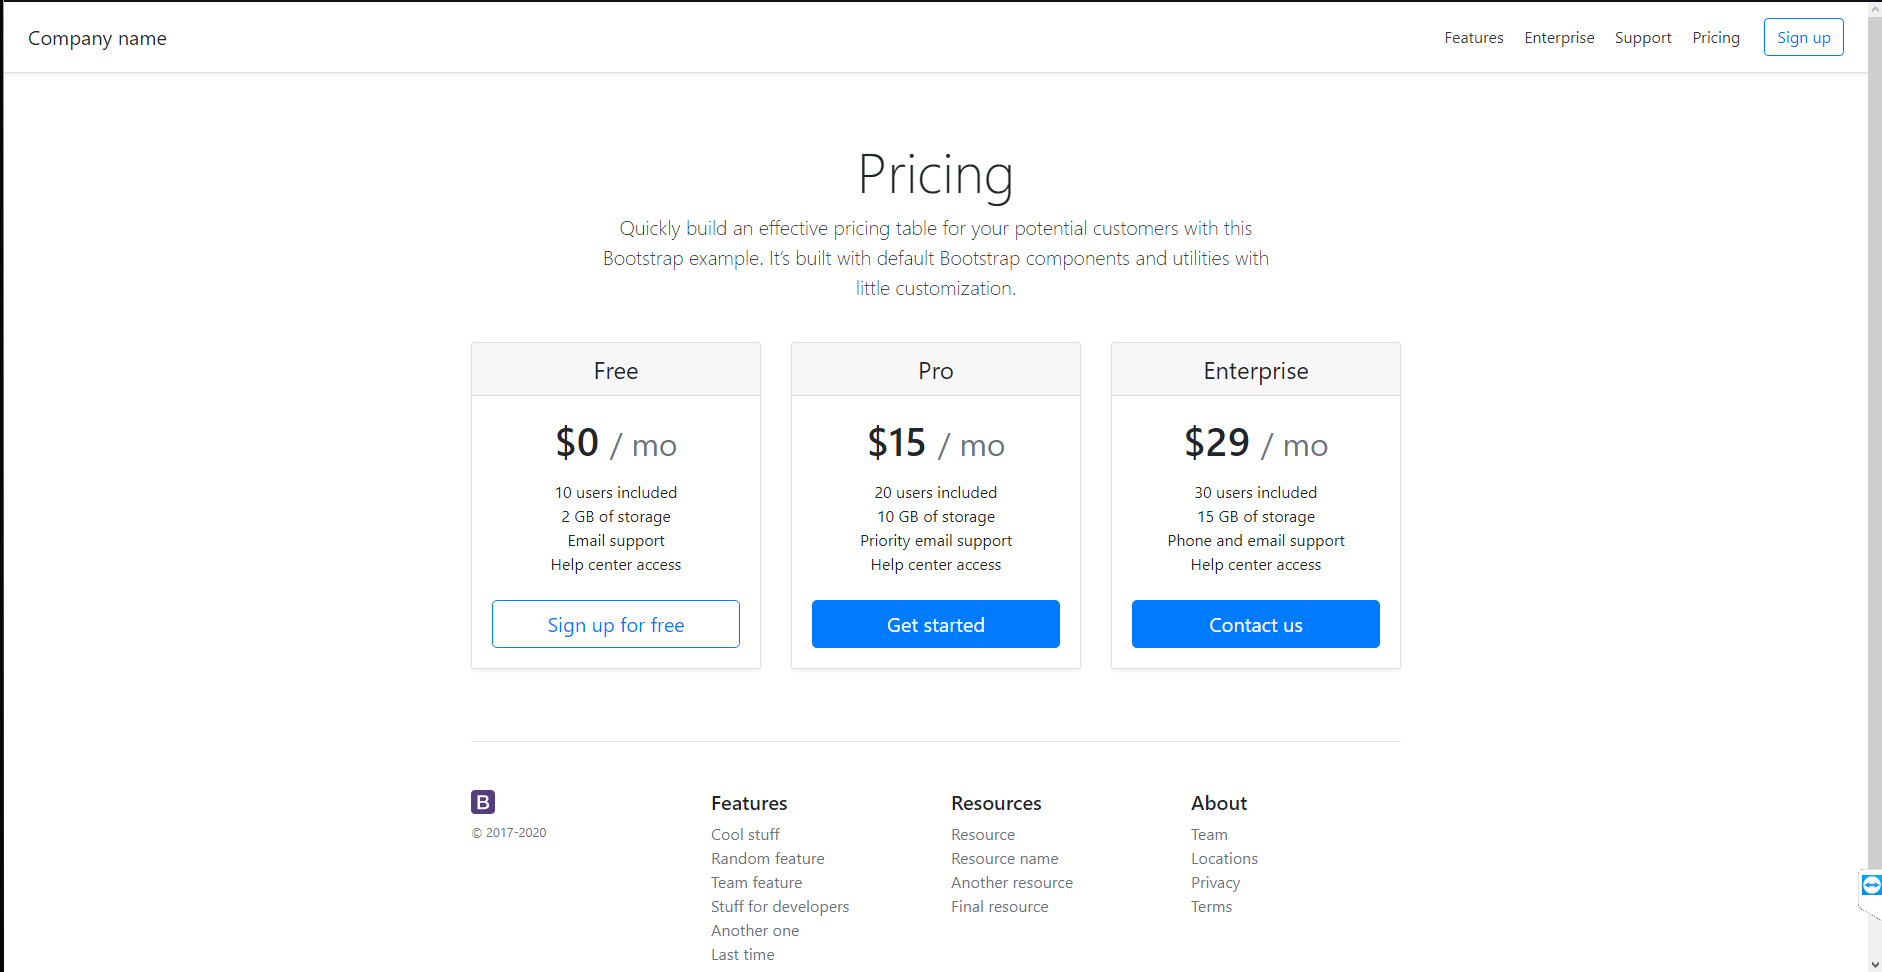 Company name
Features Enterprise Support Pricing Sign up
Pricing
Quickly build an effective pricing table for your potential customers with this
Bootstrap example. It’s built with default Bootstrap components and utilities with
little customization.
Free
$0 / mo
10 users included
2 GB of storage
Email support
Help center access
Sign up for free
Pro
$15 / mo
20 users included
10 GB of storage
Priority email support
Help center access
Get started
Enterprise
$29 / mo
30 users included
15 GB of storage
Phone and email support
Help center access
Contact us
B
© 2017-2020
Features
Cool stuff
Random feature
Team feature
Stuff for developers
Another one
Last time
Resources
Resource
Resource name
Another resource
Final resource
About
Team
Locations
Privacy
Terms